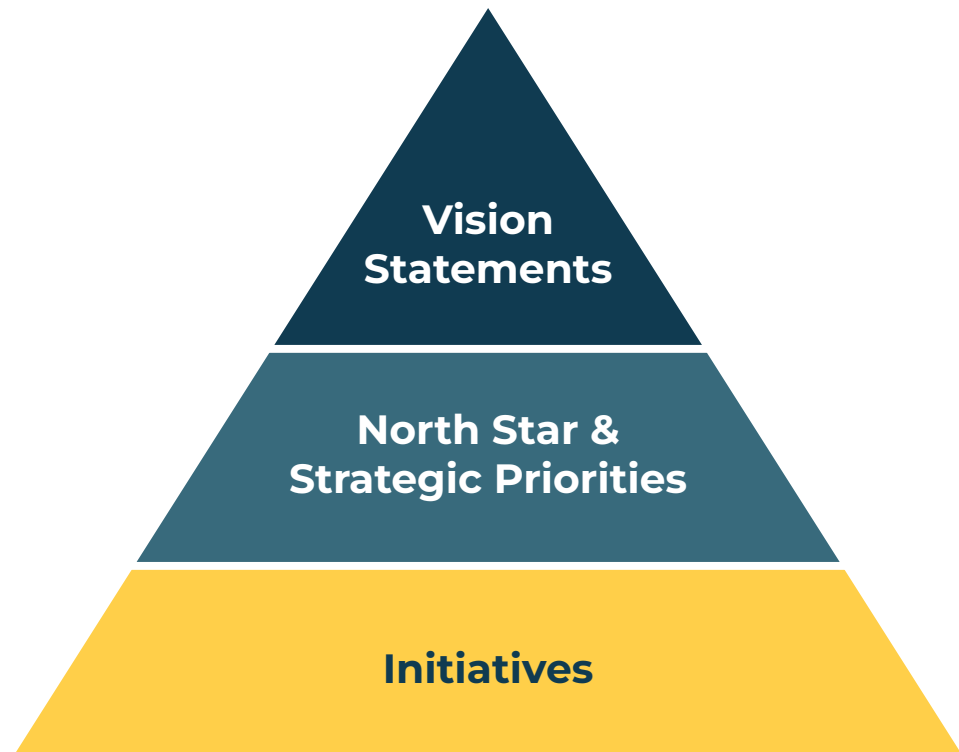 Vision
Statements
North Star &
Strategic Priorities
Initiatives